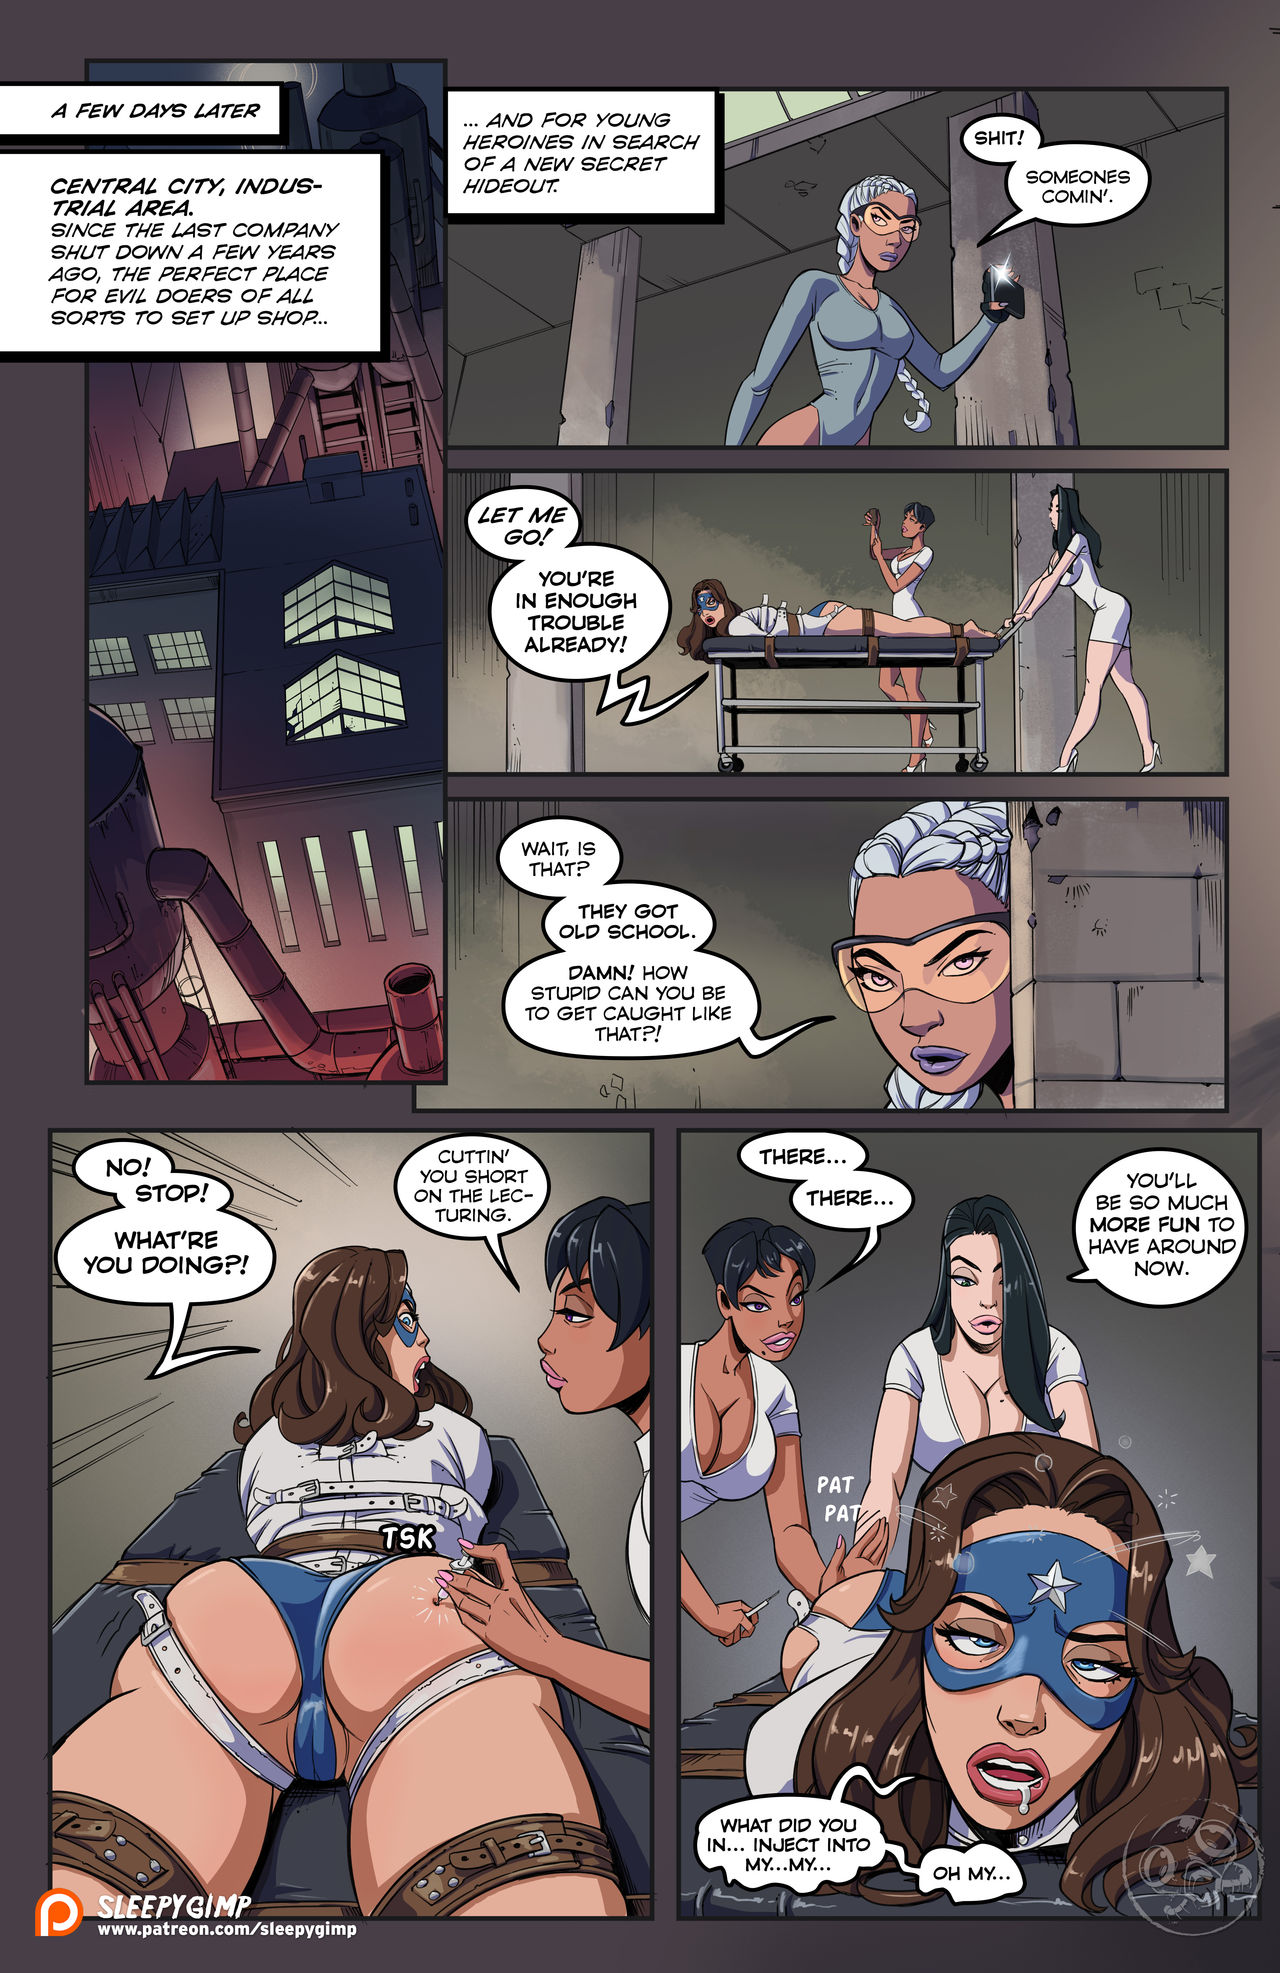 A FEW DAYS LATER
CENTRAL CITY, INDUS-
TRIAL AREA.
SINCE THE LAST COMPANY
SHUT DOWN A FEW YEARS
AGO, THE PERFECT PLACE
FOR EVIL DOERS OF ALL
SORTS TO SET UP SHOP...
... AND FOR YOUNG
HEROINES IN SEARCH
OF A NEW SECRET
HIDEOUT.
SHIT!
SOMEONES
COMIN'.
LET ME
GO!
YOU'RE
IN ENOUGH
TROUBLE
ALREADY!
WAIT, IS
THAT?
THEY GOT
OLD SCHOOL.
DAMN! HOW
STUPID CAN YOU BE
TO GET CAUGHT LIKE
THAT?!
NO!
STOP!
WHAT'RE
YOU DOING?!
CUTTIN'
YOU SHORT
ON THE LEC-
TURING.
TSK
THERE...
THERE...
YOU'LL
BE SO MUCH
MORE FUN TO
HAVE AROUND
NOW.
PAT
PAT
WHAT DID YOU
IN... INJECT INTO
MY...MY...
OH MY...
SLEEPYGIMP
www.patreon.com/sleepygimp